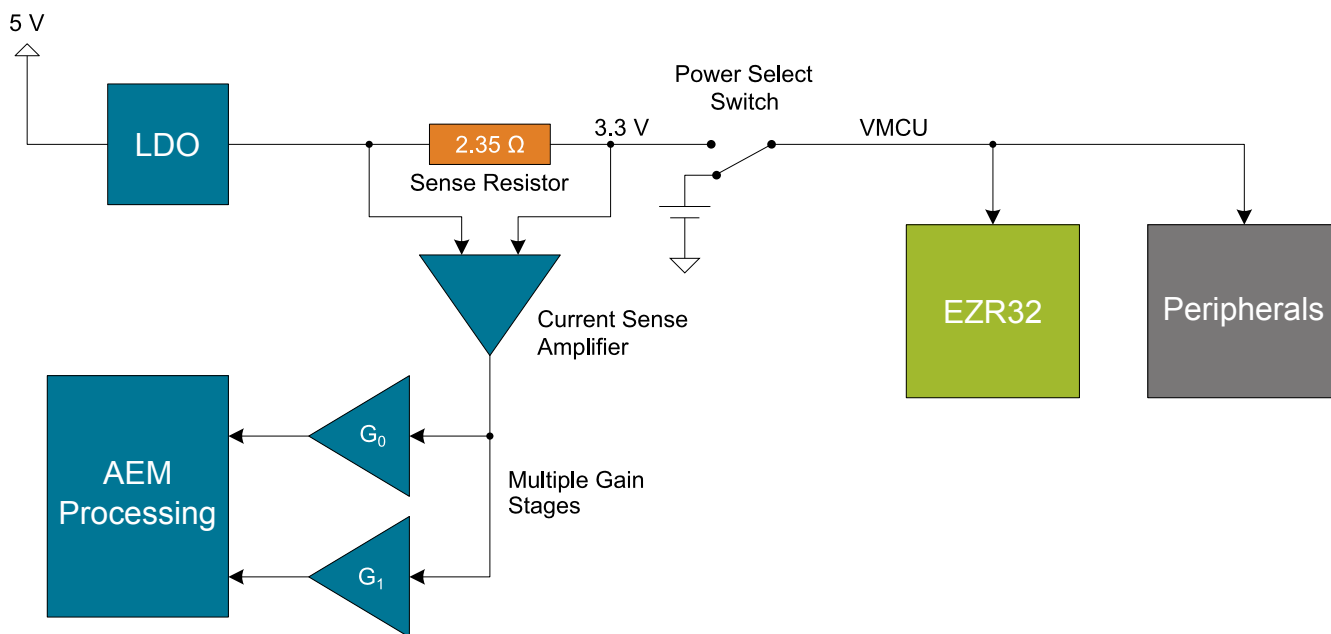 5 V
Power Select
Switch
LDO
2.35 Ω
3.3 V
VMCU
Sense Resistor
EZR32
Peripherals
Current Sense
Amplifier
AEM
Processing
G0
Multiple Gain
Stages
G1